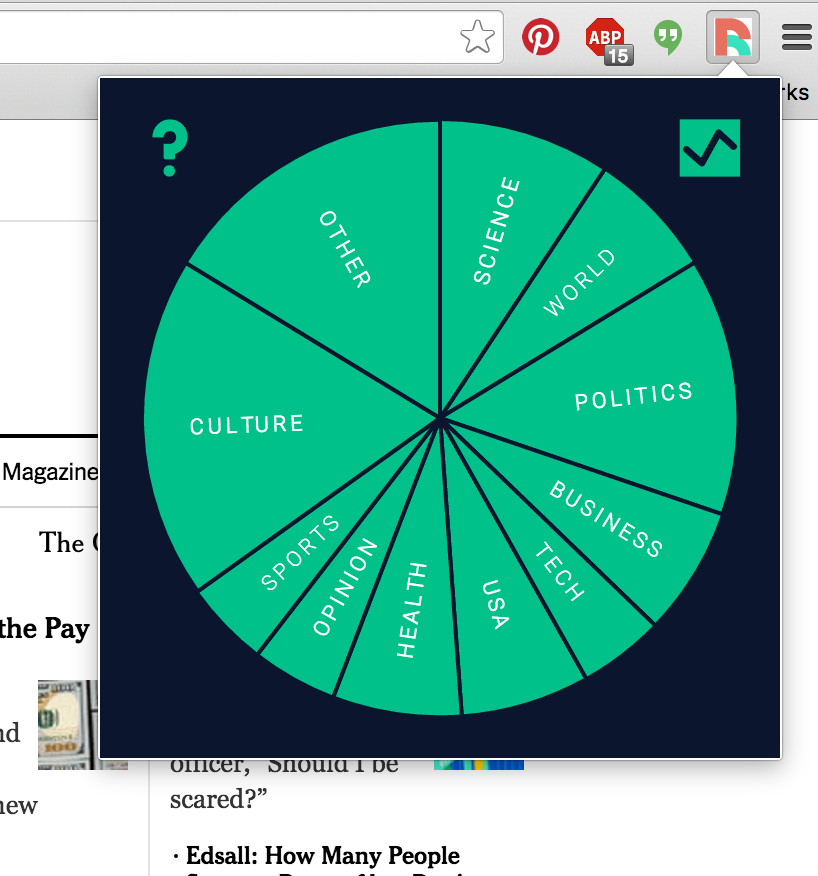 ABP
15
rks
?
SCIENCE
OTHER
WORLD
POLITICS
CULTURE
BUSINESS
SPORTS
OPINION
HEALTH
USA
TECH
Magazine
The
the Pay
nd
100
officer, “Should I be
new
scared?”
· Edsall: How Many People